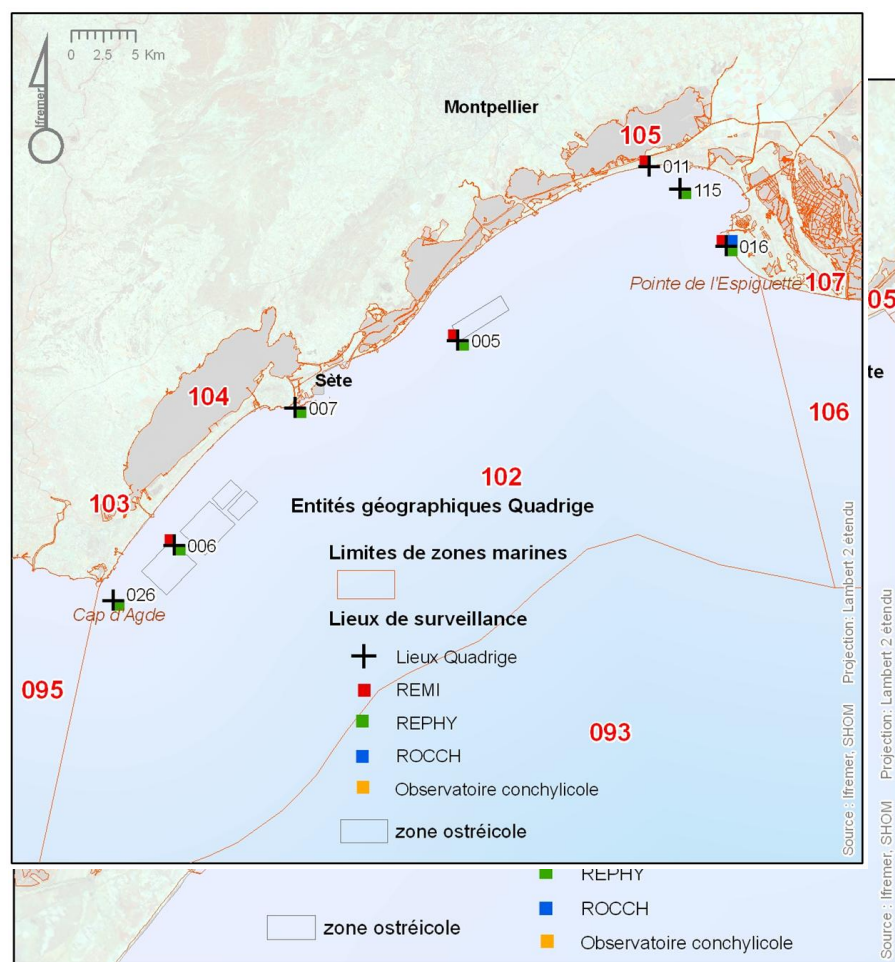 Ifremer
0 2.5 5 Km
Montpellier
105
011
115
016
Pointe de l'Espiguette
107
05
005
te
104
Sète
007
106
102
103
Entités géographiques Quadrige
006
Limites de zones marines
026
Cap d'Agde
Lieux de surveillance
Lieux Quadrige
095
REMI
REPHY
093
ROCCH
Observatoire conchylicole
zone ostréicole
Source : Ifremer, SHOM Projection: Lambert 2 étendu
REPHY
ROCCH
zone ostréicole
Observatoire conchylicole
Source : Ifremer, SHOM Projection: Lambert 2 étendu